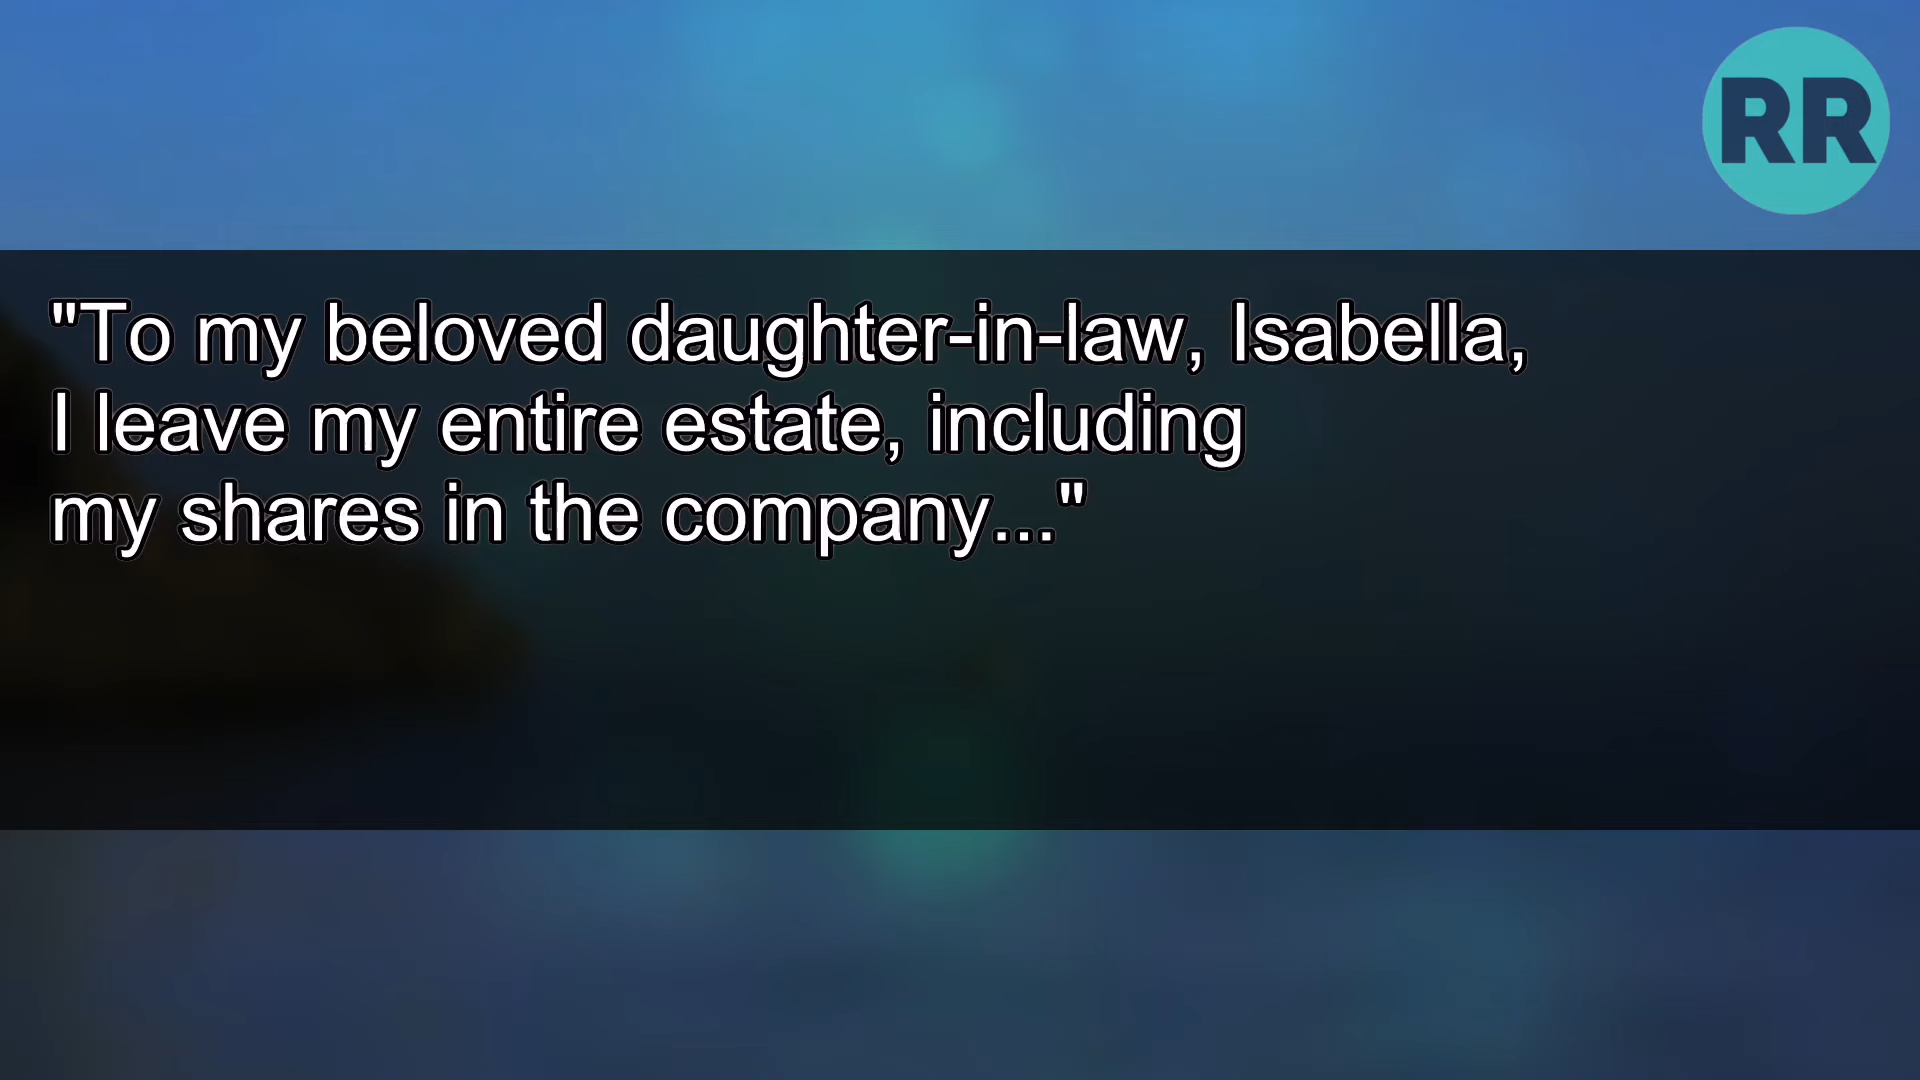 RR
"To my beloved daughter-in-law, Isabella,
I leave my entire estate, including
my shares in the company..."